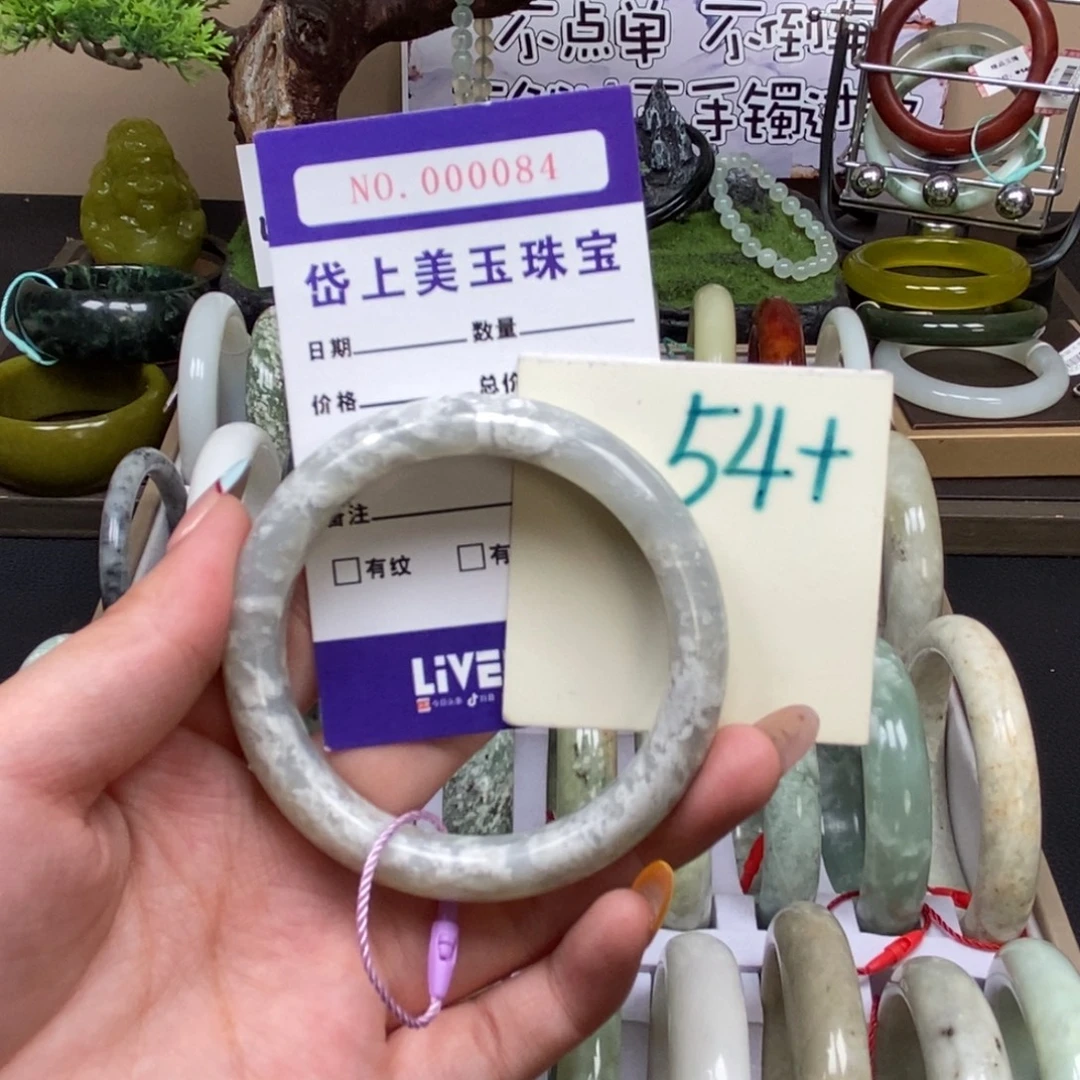 不点单 不倒
手镯过
NO. 000084
岱上美玉珠宝
日期 数量
价格 总价
备注
有纹 有
LiVE
54+